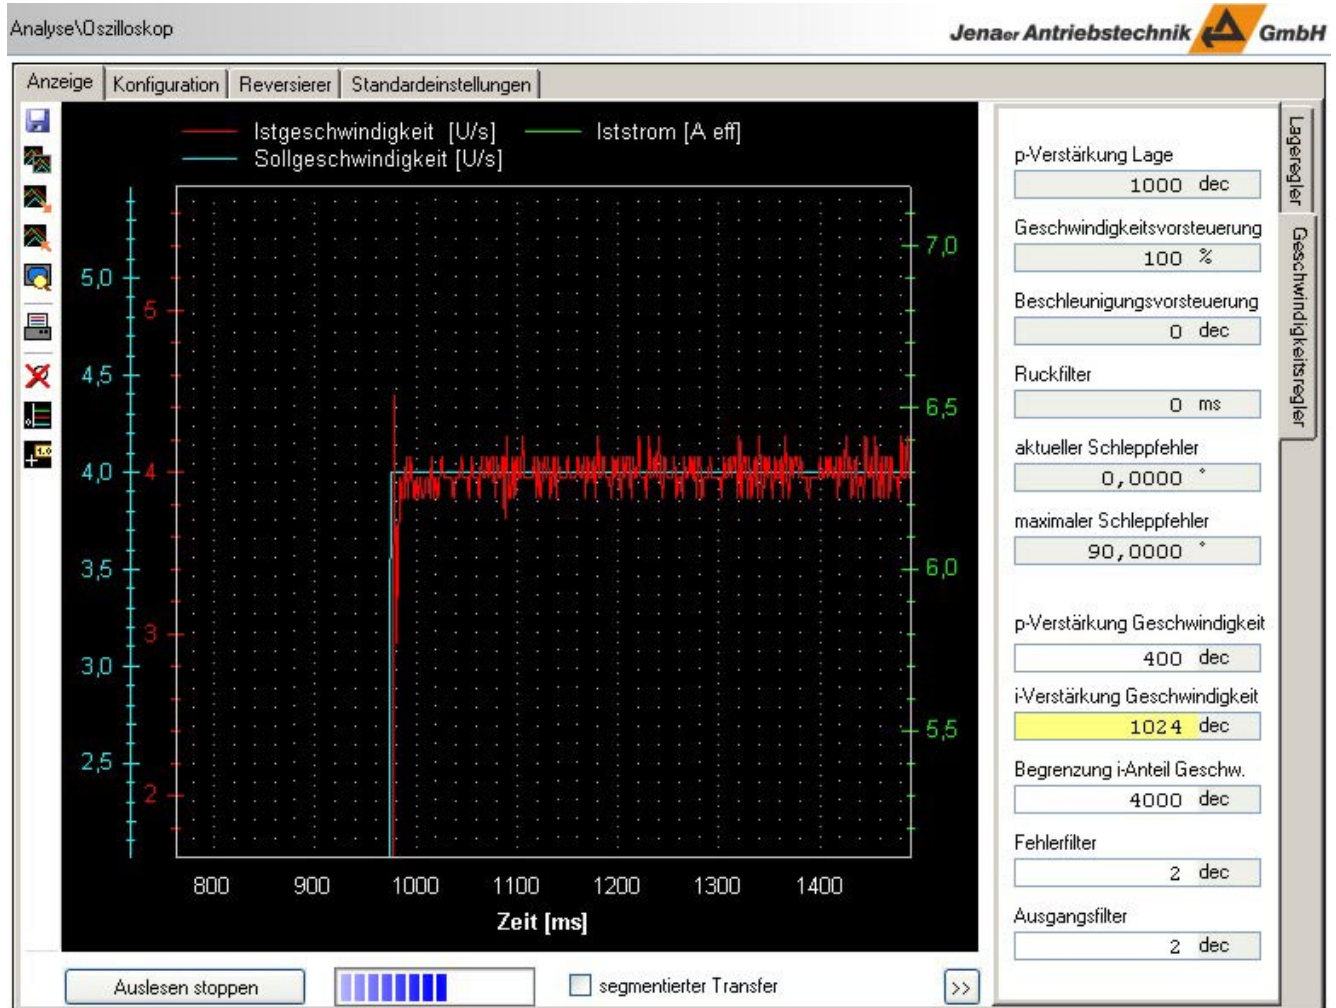 Analyse\Oszilloskop
Jenaer Antriebstechnik GmbH
Anzeige Konfiguration Reversierer Standardeinstellungen
Istgeschwindigkeit [U/s] Iststrom [A eff]
Sollgeschwindigkeit [U/s]
5,0
4,5
4,0
3,5
3,0
2,5
5
4
3
2
7,0
6,5
6,0
5,5
800 900 1000 1100 1200 1300 1400
Zeit [ms]
p-Verstärkung Lage
1000 dec
Geschwindigkeitsvorsteuerung
100 %
Beschleunigungsvorsteuerung
0 dec
Ruckfilter
0 ms
aktueller Schleppfehler
0,0000 °
maximaler Schleppfehler
90,0000 °
p-Verstärkung Geschwindigkeit
400 dec
i-Verstärkung Geschwindigkeit
1024 dec
Begrenzung i-Anteil Geschw.
4000 dec
Fehlerfilter
2 dec
Ausgangsfilter
2 dec
Lageregler
Geschwindigkeitsregler
Auslesen stoppen
segmentierter Transfer
>>